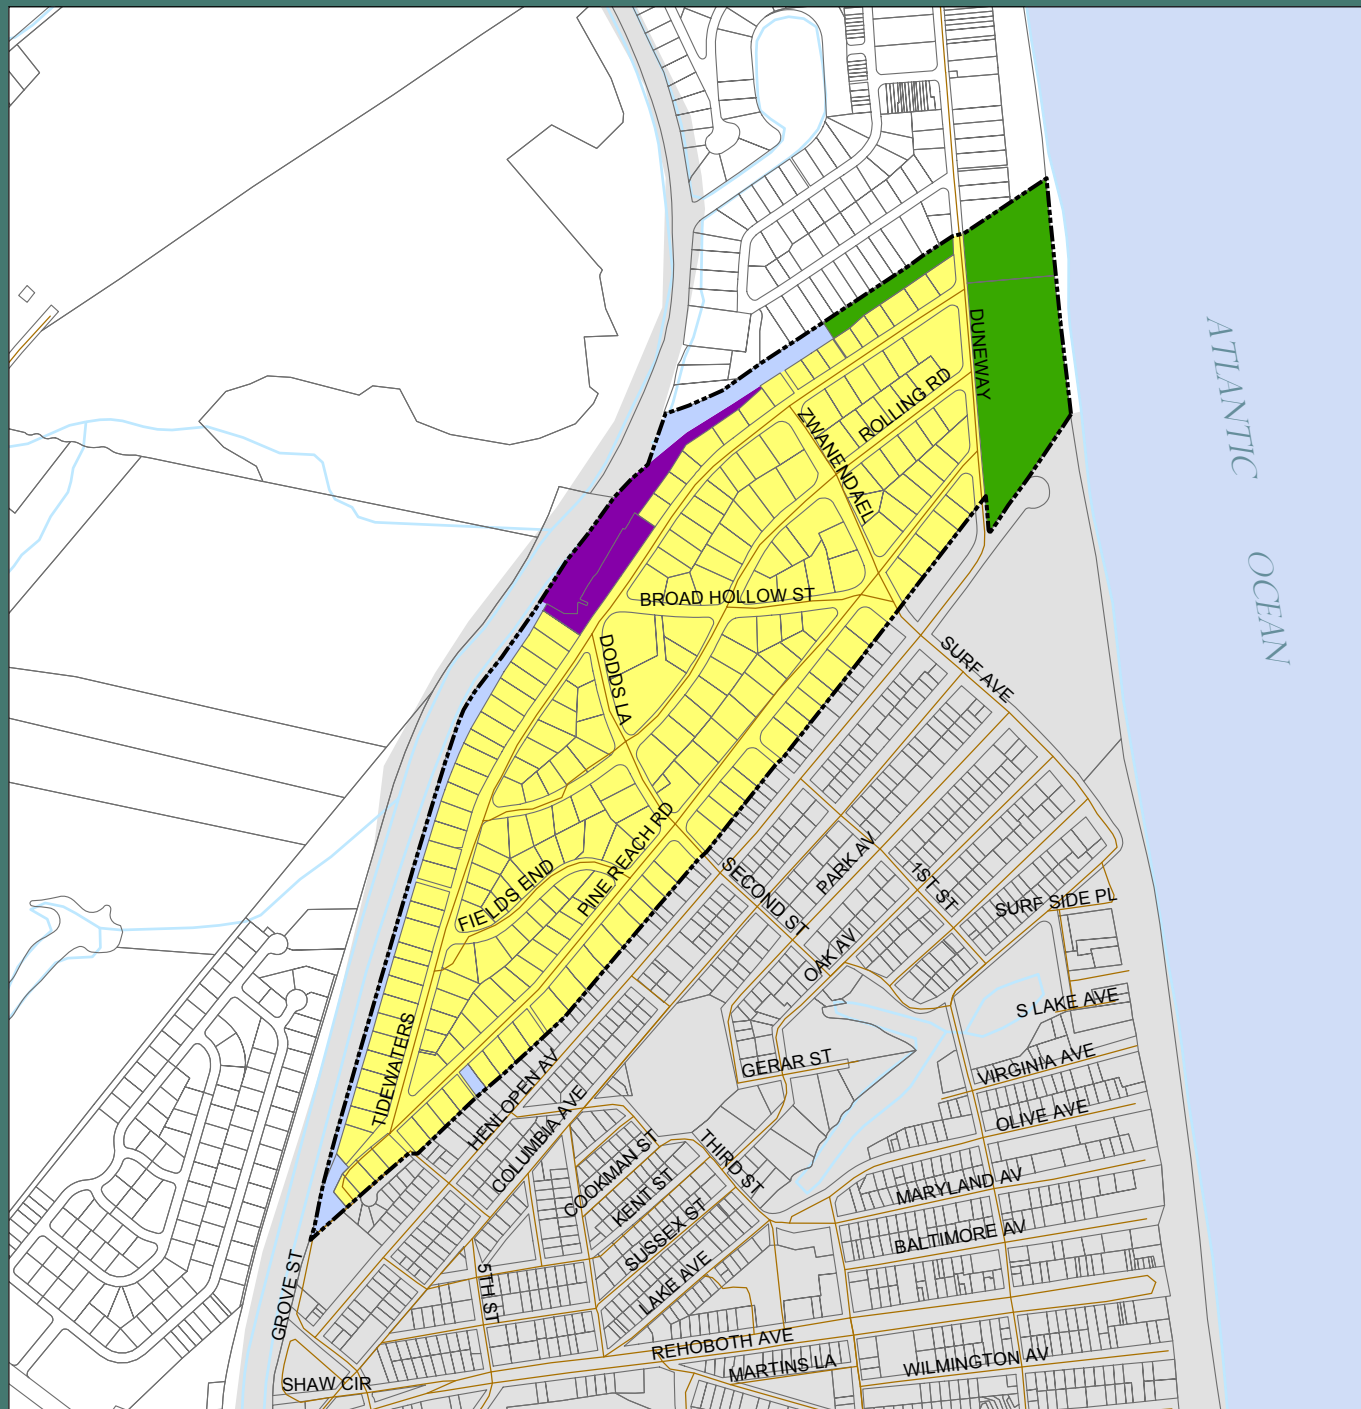 ATLANTIC
OCEAN
DUNEWAY
ROLLING RD
ZWANENDAEL
BROAD HOLLOW ST
DODDS LA
SURF AVE
PINE REACH RD
FIELDS END
SECOND ST
PARK AV
1ST ST
SURF SIDE PL
OAK AV
S LAKE AVE
TIDEWATERS
GERAR ST
VIRGINIA AVE
HENLOPEN AV
COLUMBIA AVE
OLIVE AVE
COOKMAN ST
THIRD ST
KENT ST
MARYLAND AV
SUSSEX ST
BALTIMORE AV
LAKE AVE
GROVE ST
5TH ST
REHOBOTH AVE
MARTINS LA
WILMINGTON AV
SHAW CIR